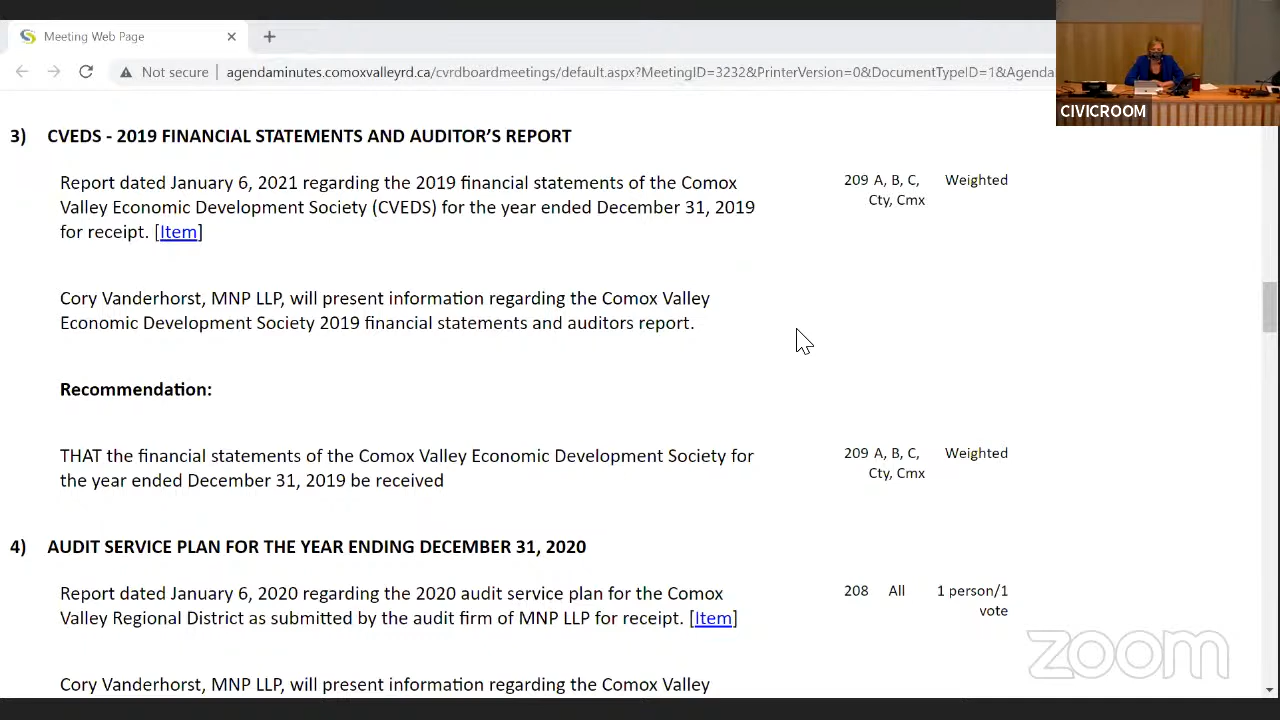 Meeting Web Page
Not secure
agendaminutes.comoxvalleyrd.ca/cvrdboardmeetings/default.aspx?MeetingID=3232&PrinterVersion=0&DocumentTypeID=1&Agenda
CIVICROOM
3) CVEDS - 2019 FINANCIAL STATEMENTS AND AUDITOR'S REPORT
Report dated January 6, 2021 regarding the 2019 financial statements of the Comox
Valley Economic Development Society (CVEDS) for the year ended December 31, 2019
for receipt. [Item]
209 A, B, C, Weighted
Cty, Cmx
Cory Vanderhorst, MNP LLP, will present information regarding the Comox Valley
Economic Development Society 2019 financial statements and auditors report.
Recommendation:
THAT the financial statements of the Comox Valley Economic Development Society for
the year ended December 31, 2019 be received
209 A, B, C, Weighted
Cty, Cmx
4) AUDIT SERVICE PLAN FOR THE YEAR ENDING DECEMBER 31, 2020
Report dated January 6, 2020 regarding the 2020 audit service plan for the Comox
Valley Regional District as submitted by the audit firm of MNP LLP for receipt. [Item]
208 All 1 person/1
vote
zoom
Cory Vanderhorst, MNP LLP, will present information regarding the Comox Valley